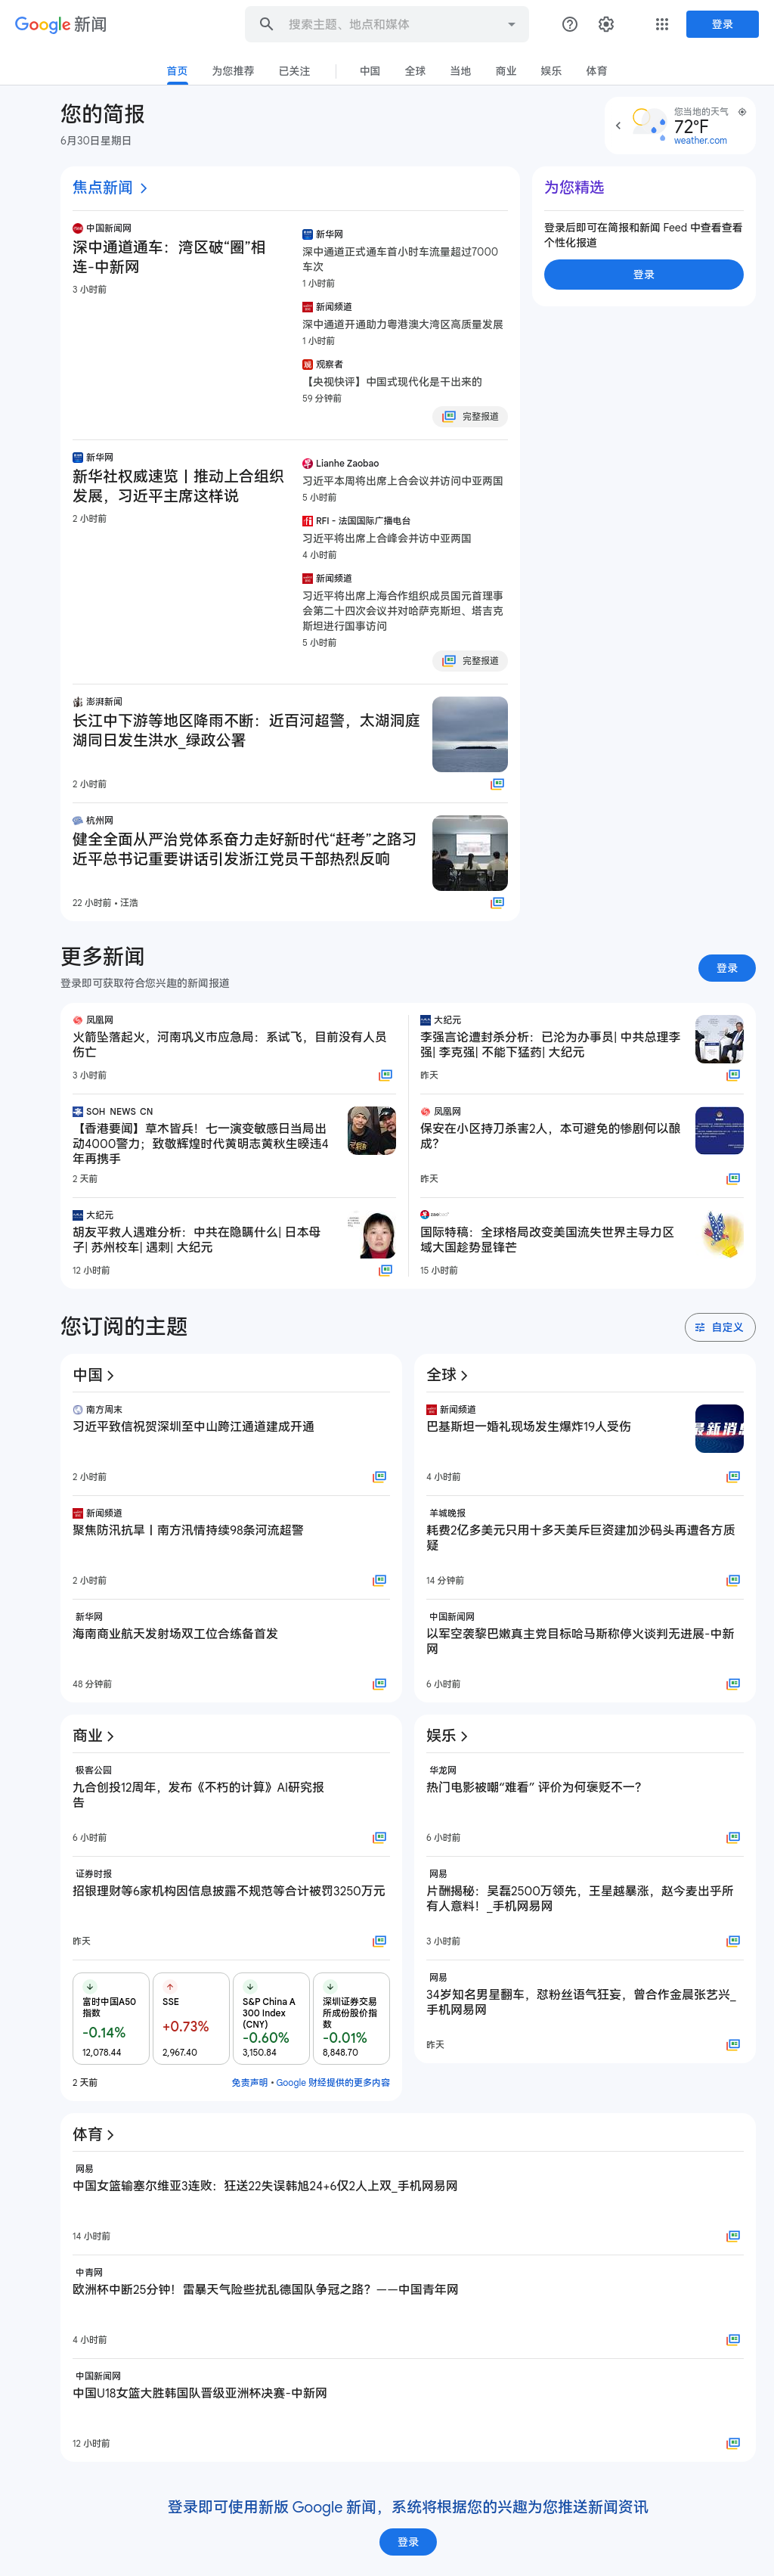 Google 新闻
搜索主题、地点和媒体
登录
首页
为您推荐
已关注
中国
全球
当地
商业
娱乐
体育
您的简报
6月30日星期日
您当地的天气
72°F
weather.com
焦点新闻
中国新闻网
深中通道通车：湾区破“圈”相
连-中新网
3 小时前
新华网
深中通道正式通车首小时车流量超过7000
车次
1 小时前
新闻频道
深中通道开通助力粤港澳大湾区高质量发展
1 小时前
观察者
【央视快评】中国式现代化是干出来的
59 分钟前
完整报道
新华网
新华社权威速览丨推动上合组织
发展，习近平主席这样说
2 小时前
Lianhe Zaobao
习近平本周将出席上合会议并访问中亚两国
5 小时前
RFI - 法国国际广播电台
习近平将出席上合峰会并访中亚两国
4 小时前
新闻频道
习近平将出席上海合作组织成员国元首理事
会第二十四次会议并对哈萨克斯坦、塔吉克
斯坦进行国事访问
5 小时前
完整报道
澎湃新闻
长江中下游等地区降雨不断：近百河超警，太湖洞庭
湖同日发生洪水_绿政公署
2 小时前
杭州网
健全全面从严治党体系奋力走好新时代“赶考”之路习
近平总书记重要讲话引发浙江党员干部热烈反响
22 小时前 • 汪浩
为您精选
登录后即可在简报和新闻 Feed 中查看查看
个性化报道
登录
更多新闻
登录即可获取符合您兴趣的新闻报道
登录
凤凰网
火箭坠落起火，河南巩义市应急局：系试飞，目前没有人员
伤亡
3 小时前
大纪元
李强言论遭封杀分析：已沦为办事员| 中共总理李
强| 李克强| 不能下猛药| 大纪元
昨天
SOH NEWS CN
【香港要闻】草木皆兵！七一演变敏感日当局出
动4000警力；致敬辉煌时代黄明志黄秋生暌违4
年再携手
2 天前
凤凰网
保安在小区持刀杀害2人，本可避免的惨剧何以酿
成？
昨天
大纪元
胡友平救人遇难分析：中共在隐瞒什么| 日本母
子| 苏州校车| 遇刺| 大纪元
12 小时前
国际特稿：全球格局改变美国流失世界主导力区
域大国趁势显锋芒
15 小时前
您订阅的主题
自定义
中国
南方周末
习近平致信祝贺深圳至中山跨江通道建成开通
2 小时前
新闻频道
聚焦防汛抗旱丨南方汛情持续98条河流超警
2 小时前
新华网
海南商业航天发射场双工位合练备首发
48 分钟前
全球
新闻频道
巴基斯坦一婚礼现场发生爆炸19人受伤
最新消息
4 小时前
羊城晚报
耗费2亿多美元只用十多天美斥巨资建加沙码头再遭各方质
疑
14 分钟前
中国新闻网
以军空袭黎巴嫩真主党目标哈马斯称停火谈判无进展-中新
网
6 小时前
商业
极客公园
九合创投12周年，发布《不朽的计算》AI研究报
告
6 小时前
证券时报
招银理财等6家机构因信息披露不规范等合计被罚3250万元
昨天
富时中国A50
指数
-0.14%
12,078.44
SSE
+0.73%
2,967.40
S&P China A
300 Index
(CNY)
-0.60%
3,150.84
深圳证券交易
所成份股价指
数
-0.01%
8,848.70
2 天前
免责声明 • Google 财经提供的更多内容
娱乐
华龙网
热门电影被嘲“难看” 评价为何褒贬不一？
6 小时前
网易
片酬揭秘：吴磊2500万领先，王星越暴涨，赵今麦出乎所
有人意料！_手机网易网
3 小时前
网易
34岁知名男星翻车，怼粉丝语气狂妄，曾合作金晨张艺兴_
手机网易网
昨天
体育
网易
中国女篮输塞尔维亚3连败：狂送22失误韩旭24+6仅2人上双_手机网易网
14 小时前
中青网
欧洲杯中断25分钟！雷暴天气险些扰乱德国队争冠之路？——中国青年网
4 小时前
中国新闻网
中国U18女篮大胜韩国队晋级亚洲杯决赛-中新网
12 小时前
登录即可使用新版 Google 新闻，系统将根据您的兴趣为您推送新闻资讯
登录